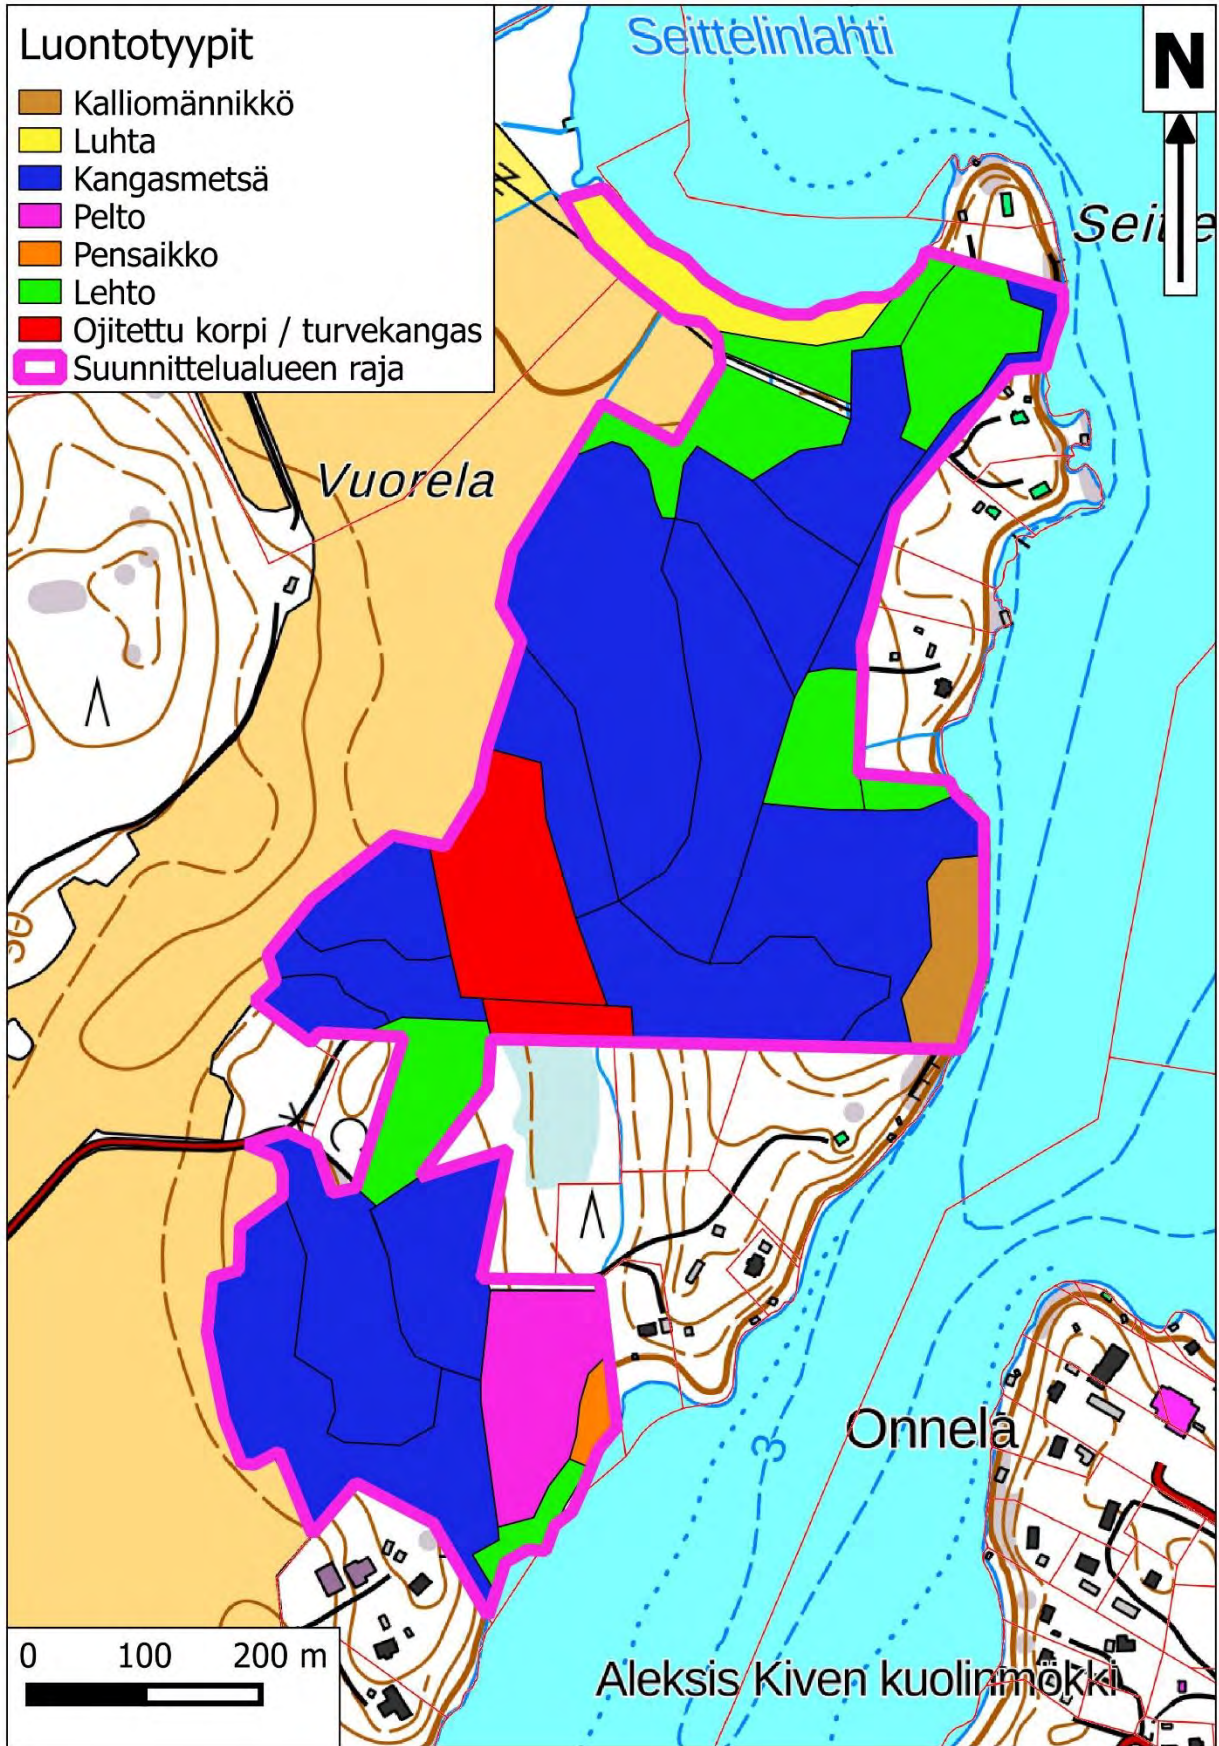 Luontotyypit
Kalliomännikkö
Luhta
Kangasmetsä
Pelto
Pensaikko
Lehto
Ojitettu korpi / turvekangas
Suunnittelualueen raja
Seittelinlahti
N
Seitte
Vuorela
3
Onnela
0 100 200 m
Aleksis Kiven kuolinmökki